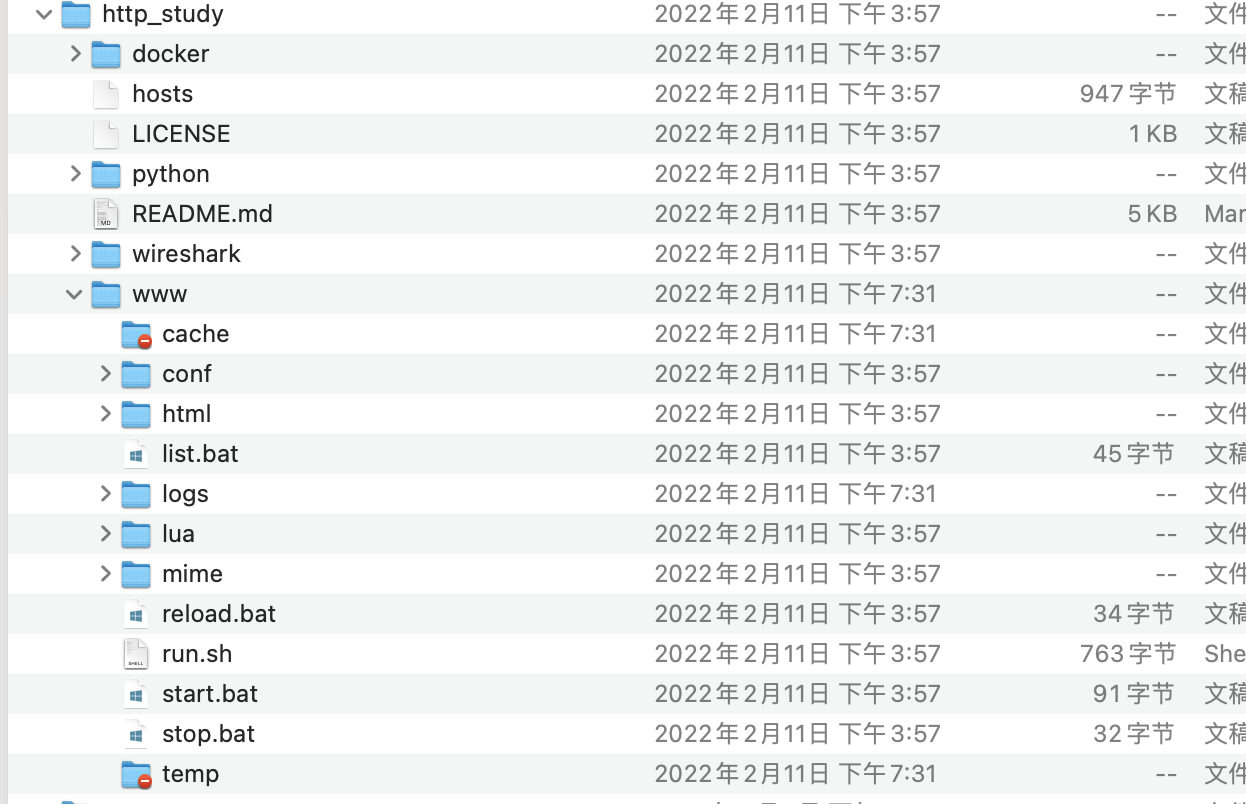 http_study 2022年2月11日 下午3:57 -- 文件
docker 2022年2月11日 下午3:57 -- 文件
hosts 2022年2月11日 下午3:57 947 字节 文稿
LICENSE 2022年2月11日 下午3:57 1 KB 文稿
python 2022年2月11日 下午3:57 -- 文件
README.md 2022年2月11日 下午3:57 5 KB Mar
wireshark 2022年2月11日 下午3:57 -- 文件
www 2022年2月11日 下午7:31 -- 文件
cache 2022年2月11日 下午7:31 -- 文件
conf 2022年2月11日 下午3:57 -- 文件
html 2022年2月11日 下午3:57 -- 文件
list.bat 2022年2月11日 下午3:57 45 字节 文稿
logs 2022年2月11日 下午7:31 -- 文件
lua 2022年2月11日 下午3:57 -- 文件
mime 2022年2月11日 下午3:57 -- 文件
reload.bat 2022年2月11日 下午3:57 34 字节 文稿
run.sh 2022年2月11日 下午3:57 763 字节 She
start.bat 2022年2月11日 下午3:57 91 字节 文稿
stop.bat 2022年2月11日 下午3:57 32 字节 文稿
temp 2022年2月11日 下午7:31 -- 文件